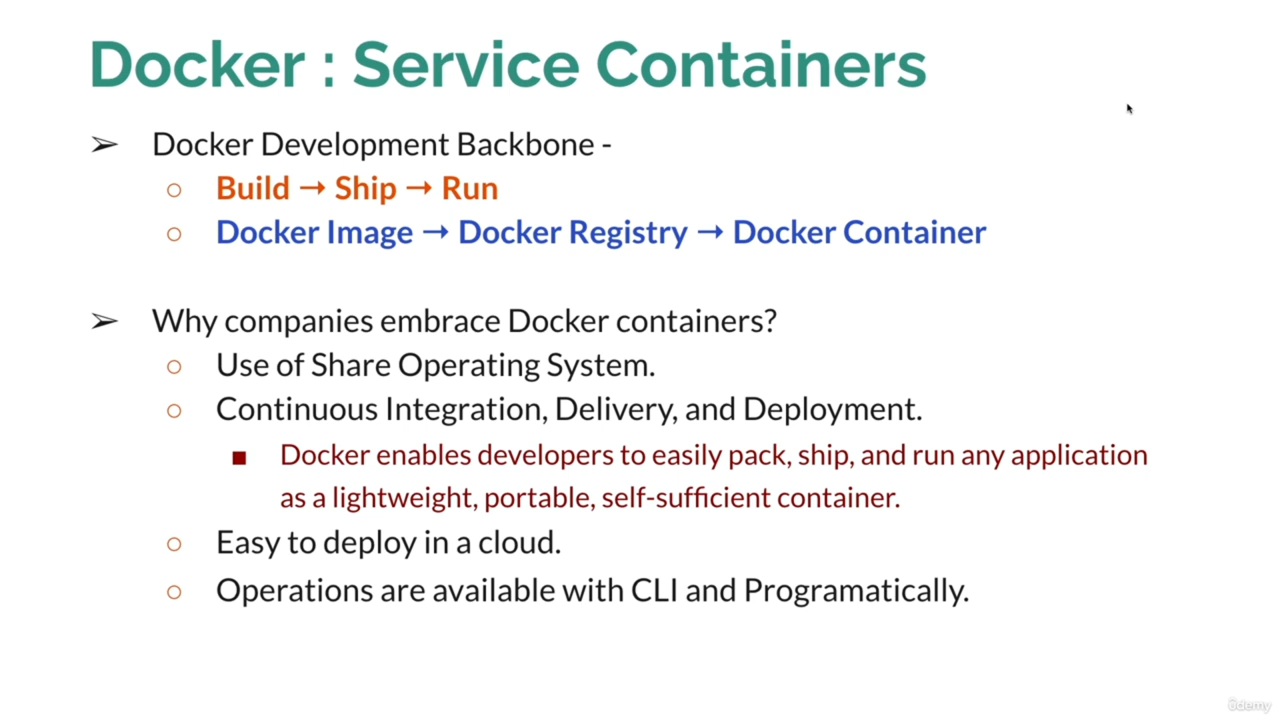 Docker : Service Containers
➢ Docker Development Backbone -
○ Build → Ship → Run
○ Docker Image → Docker Registry → Docker Container
➢ Why companies embrace Docker containers?
○ Use of Share Operating System.
○ Continuous Integration, Delivery, and Deployment.
■ Docker enables developers to easily pack, ship, and run any application
as a lightweight, portable, self-sufficient container.
○ Easy to deploy in a cloud.
○ Operations are available with CLI and Programatically.
ûdemy